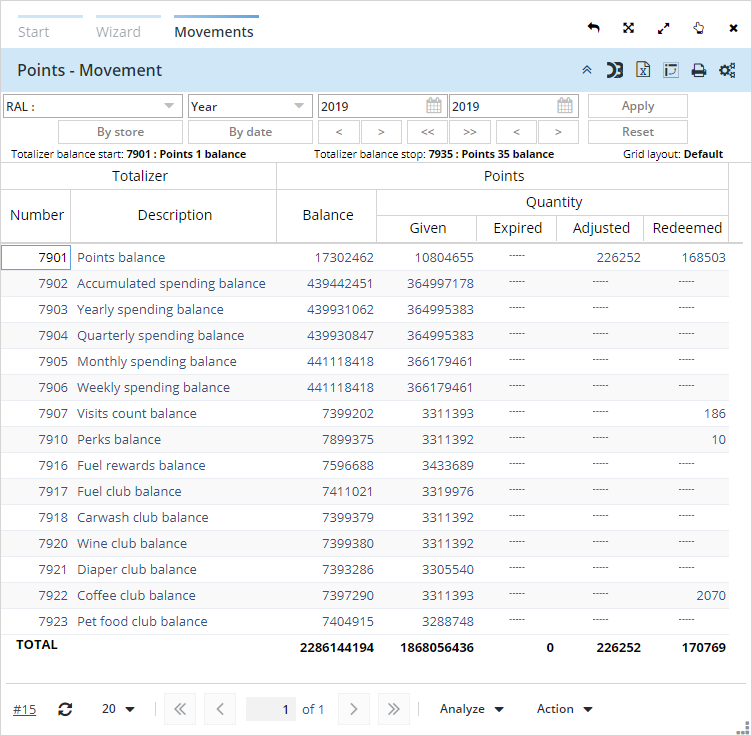 Start Wizard Movements
Points - Movement
RAL : Year 2019 2019 Apply
By store By date < > << >> < > Reset
Totalizer balance start: 7901 : Points 1 balance Totalizer balance stop: 7935 : Points 35 balance Grid layout: Default
Totalizer Points
Number Description Balance Quantity
Given Expired Adjusted Redeemed
7901 Points balance 17302462 10804655 ----- 226252 168503
7902 Accumulated spending balance 439442451 364997178 ----- ----- -----
7903 Yearly spending balance 439931062 364995383 ----- ----- -----
7904 Quarterly spending balance 439930847 364995383 ----- ----- -----
7905 Monthly spending balance 441118418 366179461 ----- ----- -----
7906 Weekly spending balance 441118418 366179461 ----- ----- -----
7907 Visits count balance 7399202 3311393 ----- ----- 186
7910 Perks balance 7899375 3311392 ----- ----- 10
7916 Fuel rewards balance 7596688 3433689 ----- ----- -----
7917 Fuel club balance 7411021 3319976 ----- ----- -----
7918 Carwash club balance 7399379 3311392 ----- ----- -----
7920 Wine club balance 7399380 3311392 ----- ----- -----
7921 Diaper club balance 7393286 3305540 ----- ----- -----
7922 Coffee club balance 7397290 3311393 ----- ----- 2070
7923 Pet food club balance 7404915 3288748 ----- ----- -----
TOTAL 2286144194 1868056436 0 226252 170769
#15 20 1 of 1 Analyze Action